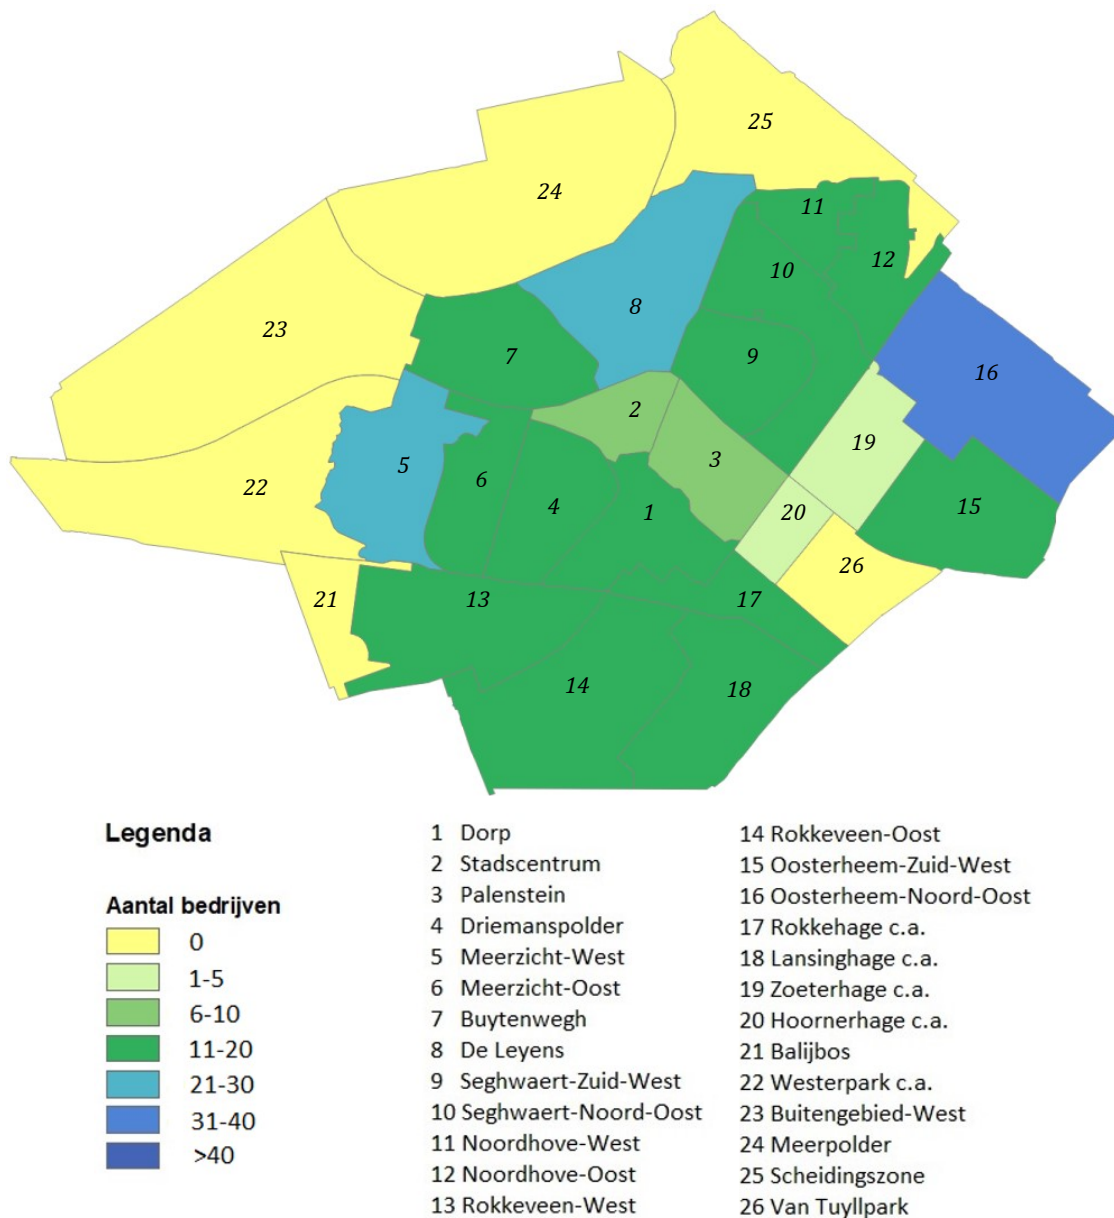 25
24
11
12
10
8
23
7
9
16
2
19
5
3
22
6
4
1
15
20
26
21
13
17
14
18
Legenda
Aantal bedrijven
0
1-5
6-10
11-20
21-30
31-40
>40
1 Dorp
2 Stadscentrum
3 Palenstein
4 Driemanspolder
5 Meerzicht-West
6 Meerzicht-Oost
7 Buytenwegh
8 De Leyens
9 Seghwaert-Zuid-West
10 Seghwaert-Noord-Oost
11 Noordhove-West
12 Noordhove-Oost
13 Rokkeveen-West
14 Rokkeveen-Oost
15 Oosterheem-Zuid-West
16 Oosterheem-Noord-Oost
17 Rokkehage c.a.
18 Lansinghage c.a.
19 Zoeterhage c.a.
20 Hoornerhage c.a.
21 Balijbos
22 Westerpark c.a.
23 Buitengebied-West
24 Meerpolder
25 Scheidingszone
26 Van Tuyllpark